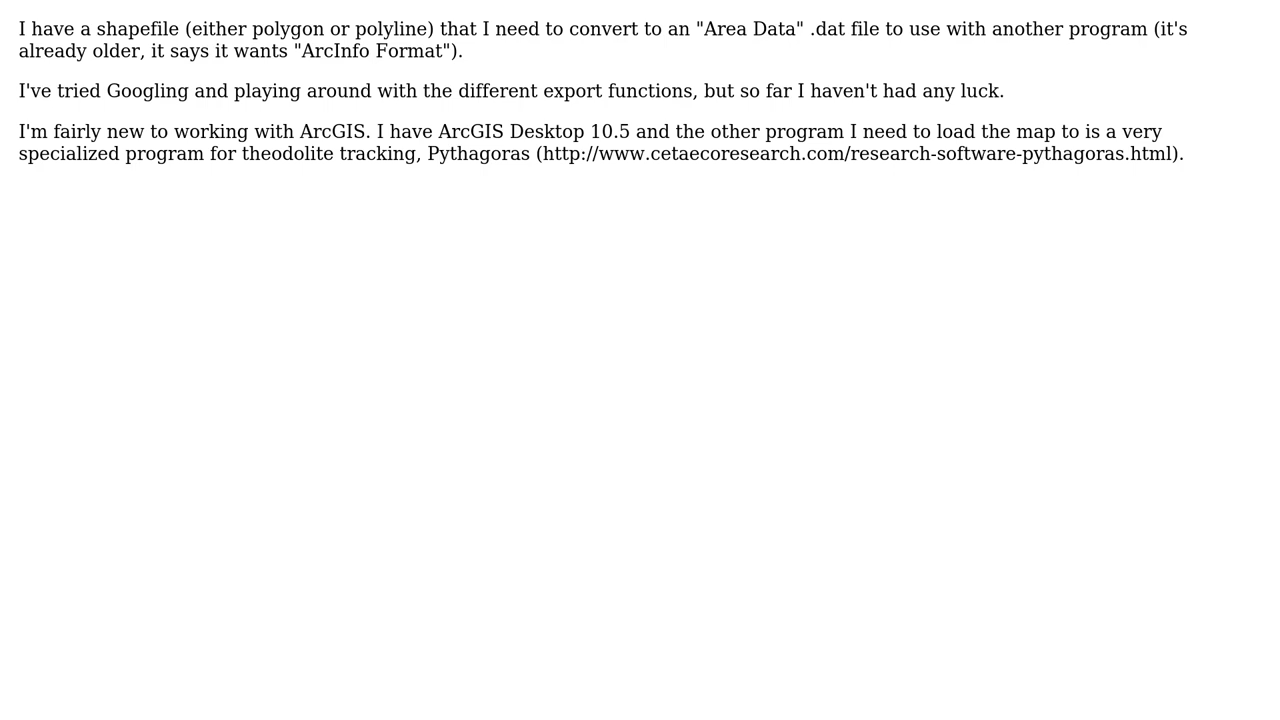 I have a shapefile (either polygon or polyline) that I need to convert to an "Area Data" .dat file to use with another program (it's
already older, it says it wants "ArcInfo Format").
I've tried Googling and playing around with the different export functions, but so far I haven't had any luck.
I'm fairly new to working with ArcGIS. I have ArcGIS Desktop 10.5 and the other program I need to load the map to is a very
specialized program for theodolite tracking, Pythagoras (http://www.cetaecoresearch.com/research-software-pythagoras.html).